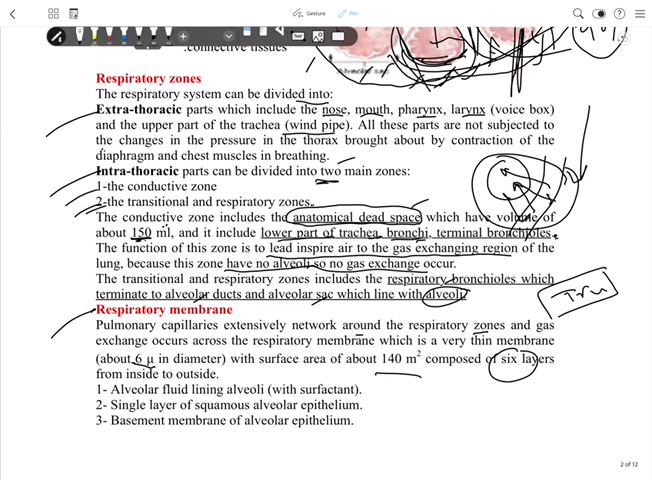 Gesture Pen
Text
.connective tissues
Respiratory zones
The respiratory system can be divided into:
Extra-thoracic parts which include the nose, mouth, pharynx, larynx (voice box)
and the upper part of the trachea (wind pipe). All these parts are not subjected to
the changes in the pressure in the thorax brought about by contraction of the
diaphragm and chest muscles in breathing.
Intra-thoracic parts can be divided into two main zones:
1-the conductive zone
2-the transitional and respiratory zones.
The conductive zone includes the anatomical dead space which have volume of
about 150 ml, and it include lower part of trachea, bronchi, terminal bronchioles.
The function of this zone is to lead inspire air to the gas exchanging region of the
lung, because this zone have no alveoli so no gas exchange occur.
The transitional and respiratory zones includes the respiratory bronchioles which
terminate to alveolar ducts and alveolar sac which line with alveoli.
Tru
Respiratory membrane
Pulmonary capillaries extensively network around the respiratory zones and gas
exchange occurs across the respiratory membrane which is a very thin membrane
(about 6 µ in diameter) with surface area of about 140 m² composed of six layers
from inside to outside.
1- Alveolar fluid lining alveoli (with surfactant).
2- Single layer of squamous alveolar epithelium.
3- Basement membrane of alveolar epithelium.
2 of 12